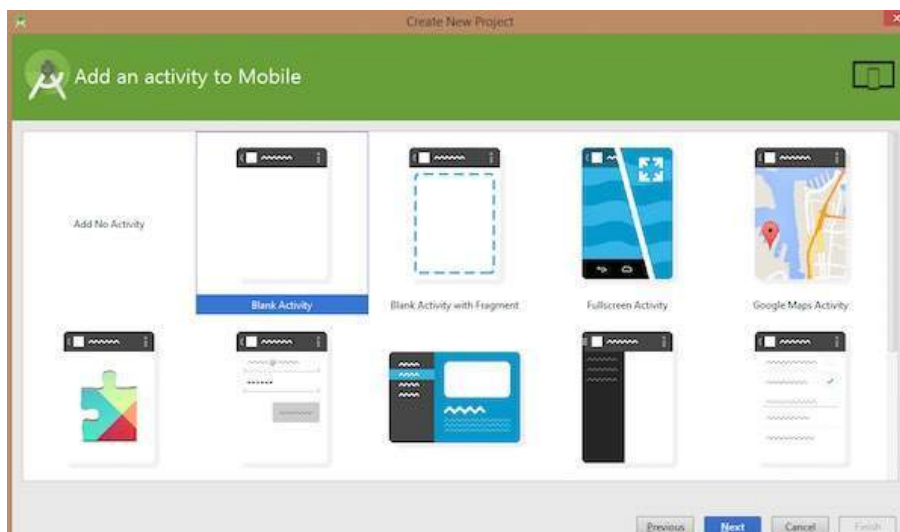 Create New Project
Add an activity to Mobile
Add No Activity
Blank Activity
Blank Activity with Fragment
Fullscreen Activity
Google Maps Activity
Previous
Next
Cancel
Finish